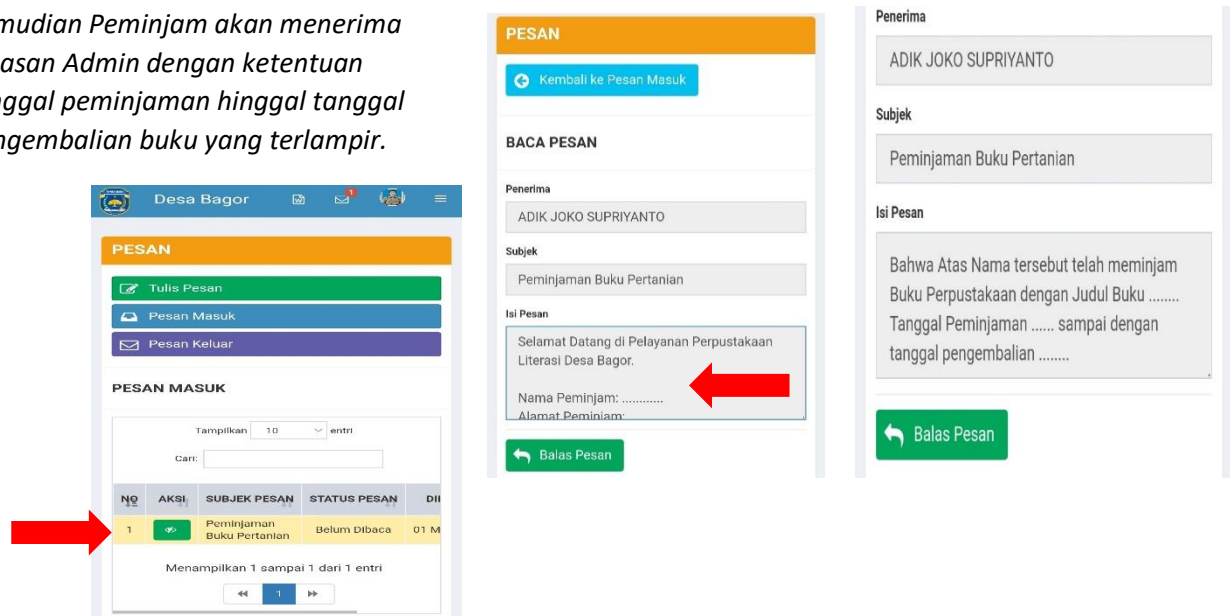 mudian Peminjam akan menerima
asan Admin dengan ketentuan
nggal peminjaman hinggal tanggal
ngembalian buku yang terlampir.
Desa Bagor
1
PESAN
Tulis Pesan
Pesan Masuk
Pesan Keluar
PESAN MASUK
Tampilkan 10 entri
Cari:
NO AKSI SUBJEK PESAN STATUS PESAN DI
1 Peminjaman Buku Pertanian Belum Dibaca 01 M
Menampilkan 1 sampai 1 dari 1 entri
1
PESAN
Kembali ke Pesan Masuk
BACA PESAN
Penerima
ADIK JOKO SUPRIYANTO
Subjek
Peminjaman Buku Pertanian
Isi Pesan
Selamat Datang di Pelayanan Perpustakaan
Literasi Desa Bagor.
Nama Peminjam: ............
Alamat Peminjam:
Balas Pesan
Penerima
ADIK JOKO SUPRIYANTO
Subjek
Peminjaman Buku Pertanian
Isi Pesan
Bahwa Atas Nama tersebut telah meminjam
Buku Perpustakaan dengan Judul Buku ........
Tanggal Peminjaman ...... sampai dengan
tanggal pengembalian ........
Balas Pesan